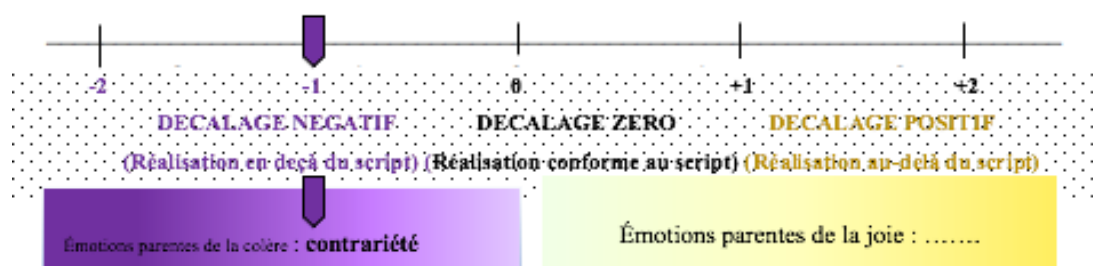 -2 -1 0 +1 +2
DECALAGE NEGATIF DECALAGE ZERO DECALAGE POSITIF
(Réalisation en deçà du script) (Réalisation conforme au script) (Réalisation au-delà du script)
Émotions parentes de la colère : contrariété
Émotions parentes de la joie : .......